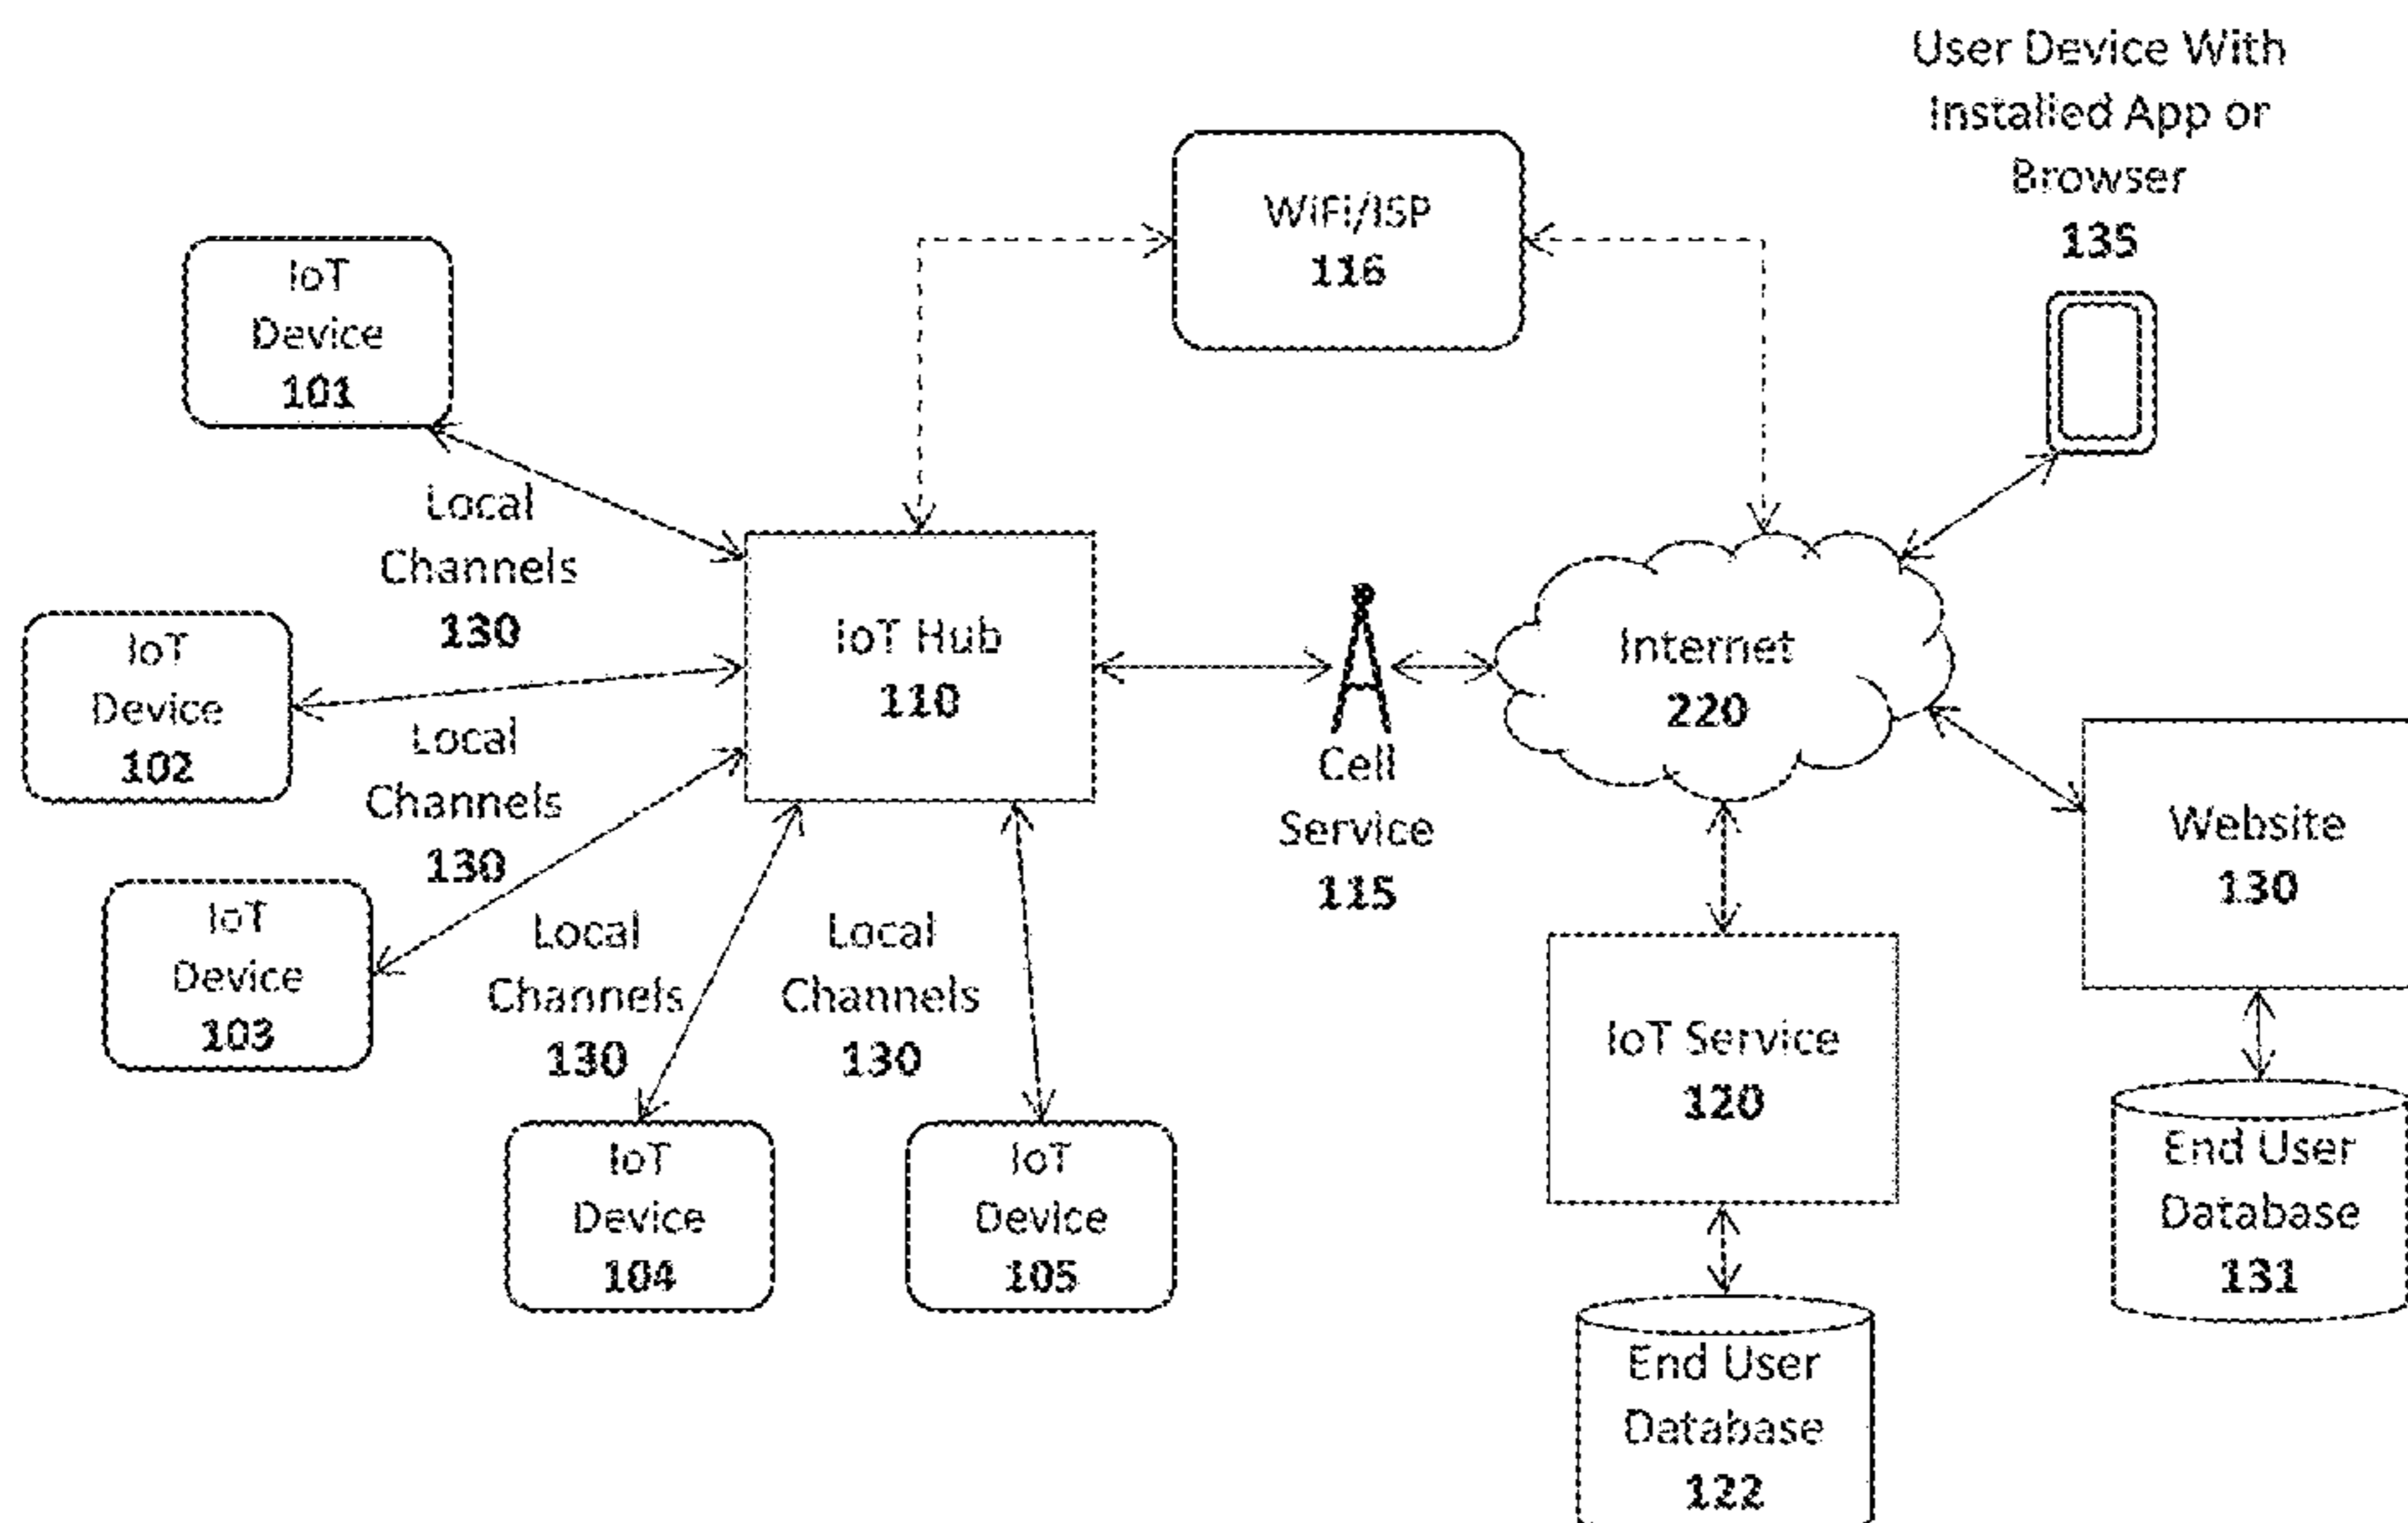 User Device With
Installed App or
Browser
135
WiFi/ISP
116
IoT
Device
101
Local
Channels
130
IoT
Device
102
IoT Hub
110
Internet
220
Local
Channels
130
Cell
Service
115
Website
130
IoT
Device
103
Local
Channels
130
Local
Channels
130
IoT Service
120
IoT
Device
104
IoT
Device
105
End User
Database
131
End User
Database
122